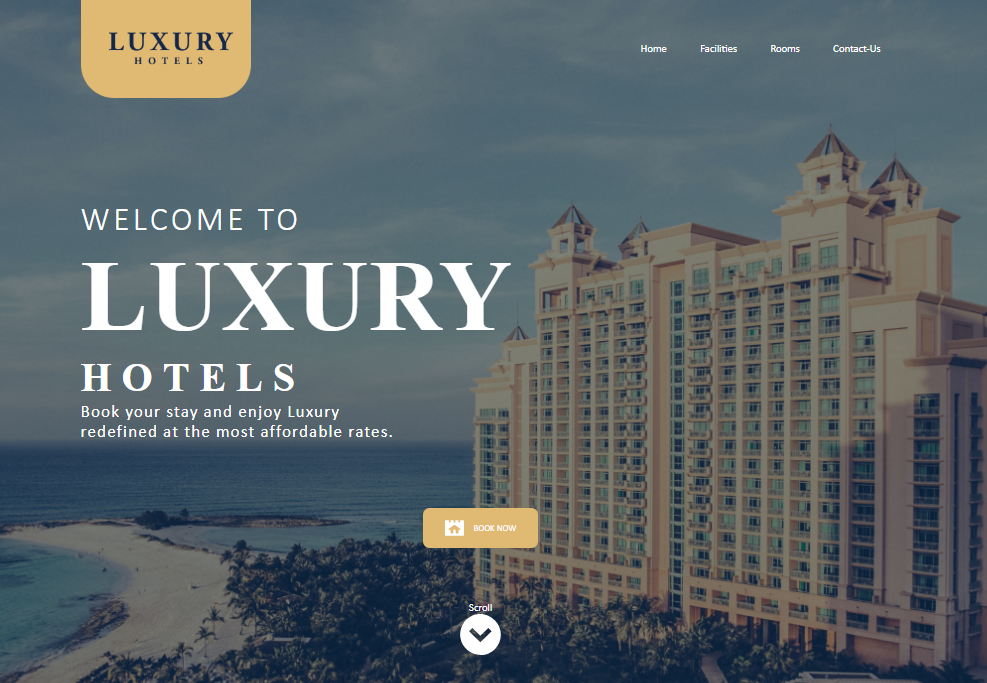 LUXURY
HOTELS
Home Facilities Rooms Contact-Us
WELCOME TO
LUXURY
HOTELS
Book your stay and enjoy Luxury
redefined at the most affordable rates.
BOOK NOW
Scroll